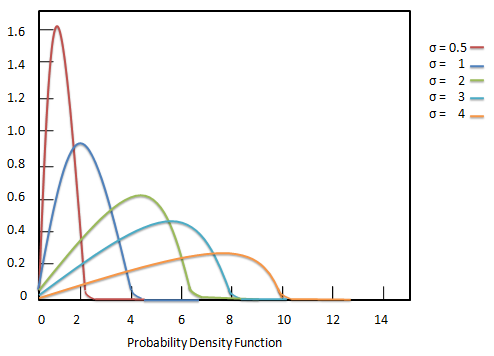 1.6
1.4
1.2
1.0
0.8
0.6
0.4
0.2
0
0 2 4 6 8 10 12 14
Probability Density Function
σ = 0.5
σ = 1
σ = 2
σ = 3
σ = 4